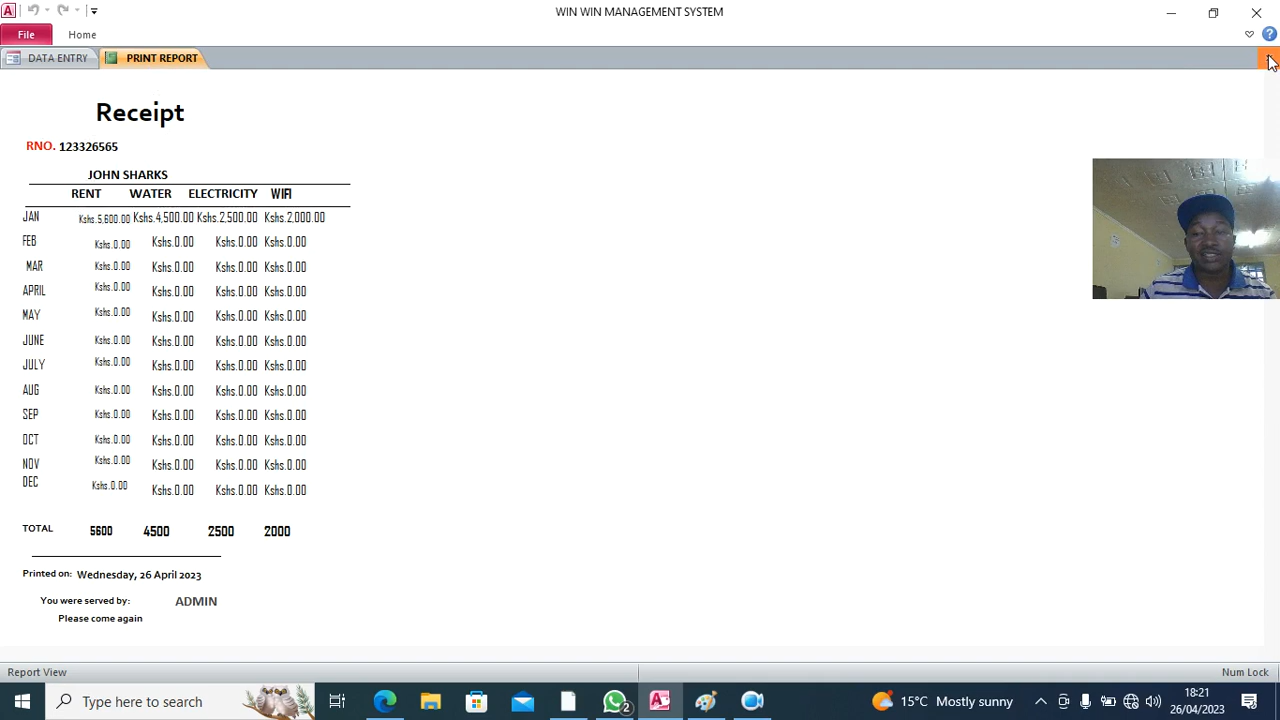 WIN WIN MANAGEMENT SYSTEM
File Home
DATA ENTRY PRINT REPORT
Receipt
RNO. 123326565
JOHN SHARKS
RENT WATER ELECTRICITY WIFI
JAN Kshs.5,600.00 Kshs.4,500.00 Kshs.2,500.00 Kshs.2,000.00
FEB Kshs.0.00 Kshs.0.00 Kshs.0.00 Kshs.0.00
MAR Kshs.0.00 Kshs.0.00 Kshs.0.00 Kshs.0.00
APRIL Kshs.0.00 Kshs.0.00 Kshs.0.00 Kshs.0.00
MAY Kshs.0.00 Kshs.0.00 Kshs.0.00 Kshs.0.00
JUNE Kshs.0.00 Kshs.0.00 Kshs.0.00 Kshs.0.00
JULY Kshs.0.00 Kshs.0.00 Kshs.0.00 Kshs.0.00
AUG Kshs.0.00 Kshs.0.00 Kshs.0.00 Kshs.0.00
SEP Kshs.0.00 Kshs.0.00 Kshs.0.00 Kshs.0.00
OCT Kshs.0.00 Kshs.0.00 Kshs.0.00 Kshs.0.00
NOV Kshs.0.00 Kshs.0.00 Kshs.0.00 Kshs.0.00
DEC Kshs.0.00 Kshs.0.00 Kshs.0.00 Kshs.0.00
TOTAL 5600 4500 2500 2000
Printed on: Wednesday, 26 April 2023
You were served by: ADMIN
Please come again
Report View Num Lock
Type here to search 2 15°C Mostly sunny 18:21
26/04/2023